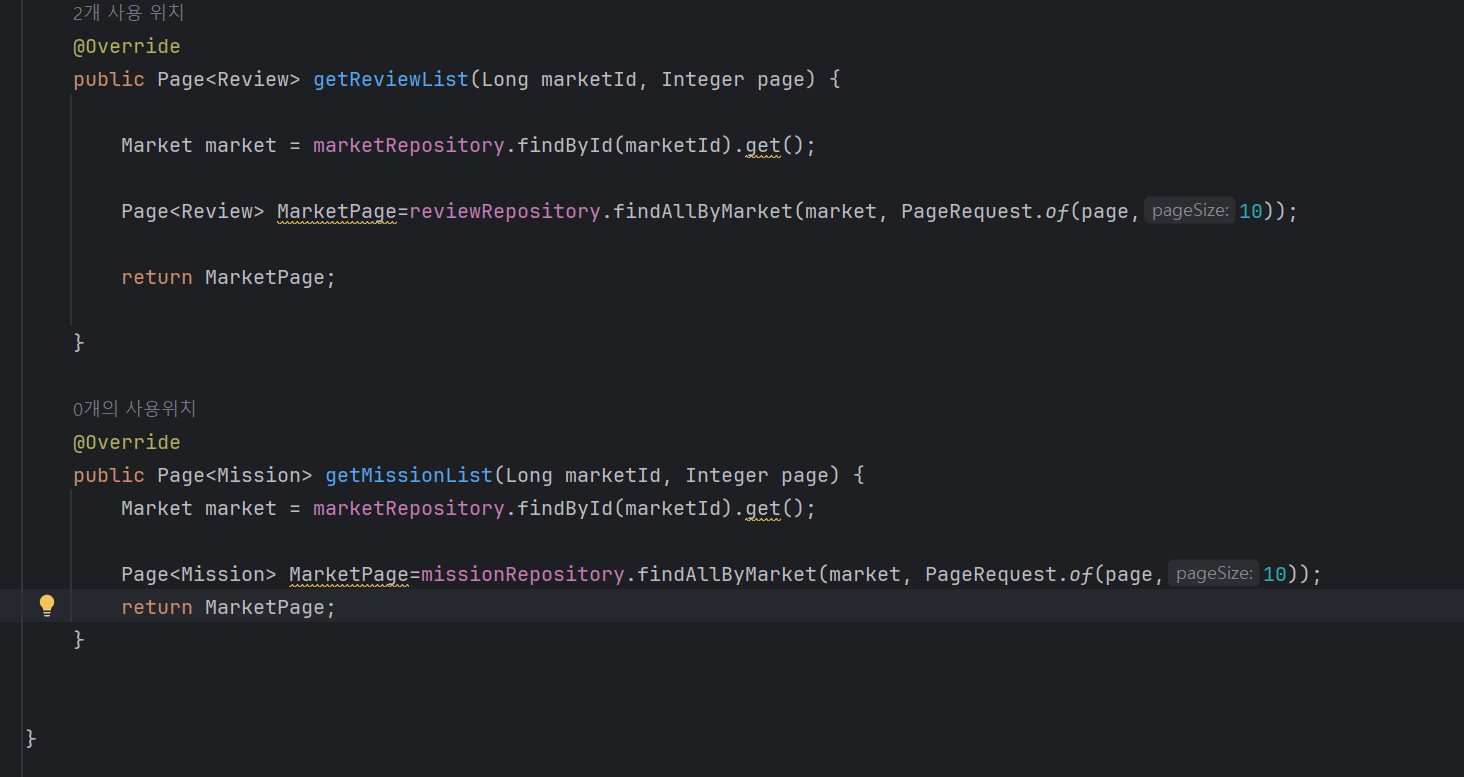 2개 사용 위치
@Override
public Page<Review> getReviewList(Long marketId, Integer page) {
Market market = marketRepository.findById(marketId).get();
Page<Review> MarketPage=reviewRepository.findAllByMarket(market, PageRequest.of(page, pageSize: 10));
return MarketPage;
}
0개의 사용위치
@Override
public Page<Mission> getMissionList(Long marketId, Integer page) {
Market market = marketRepository.findById(marketId).get();
Page<Mission> MarketPage=missionRepository.findAllByMarket(market, PageRequest.of(page, pageSize: 10));
return MarketPage;
}
}